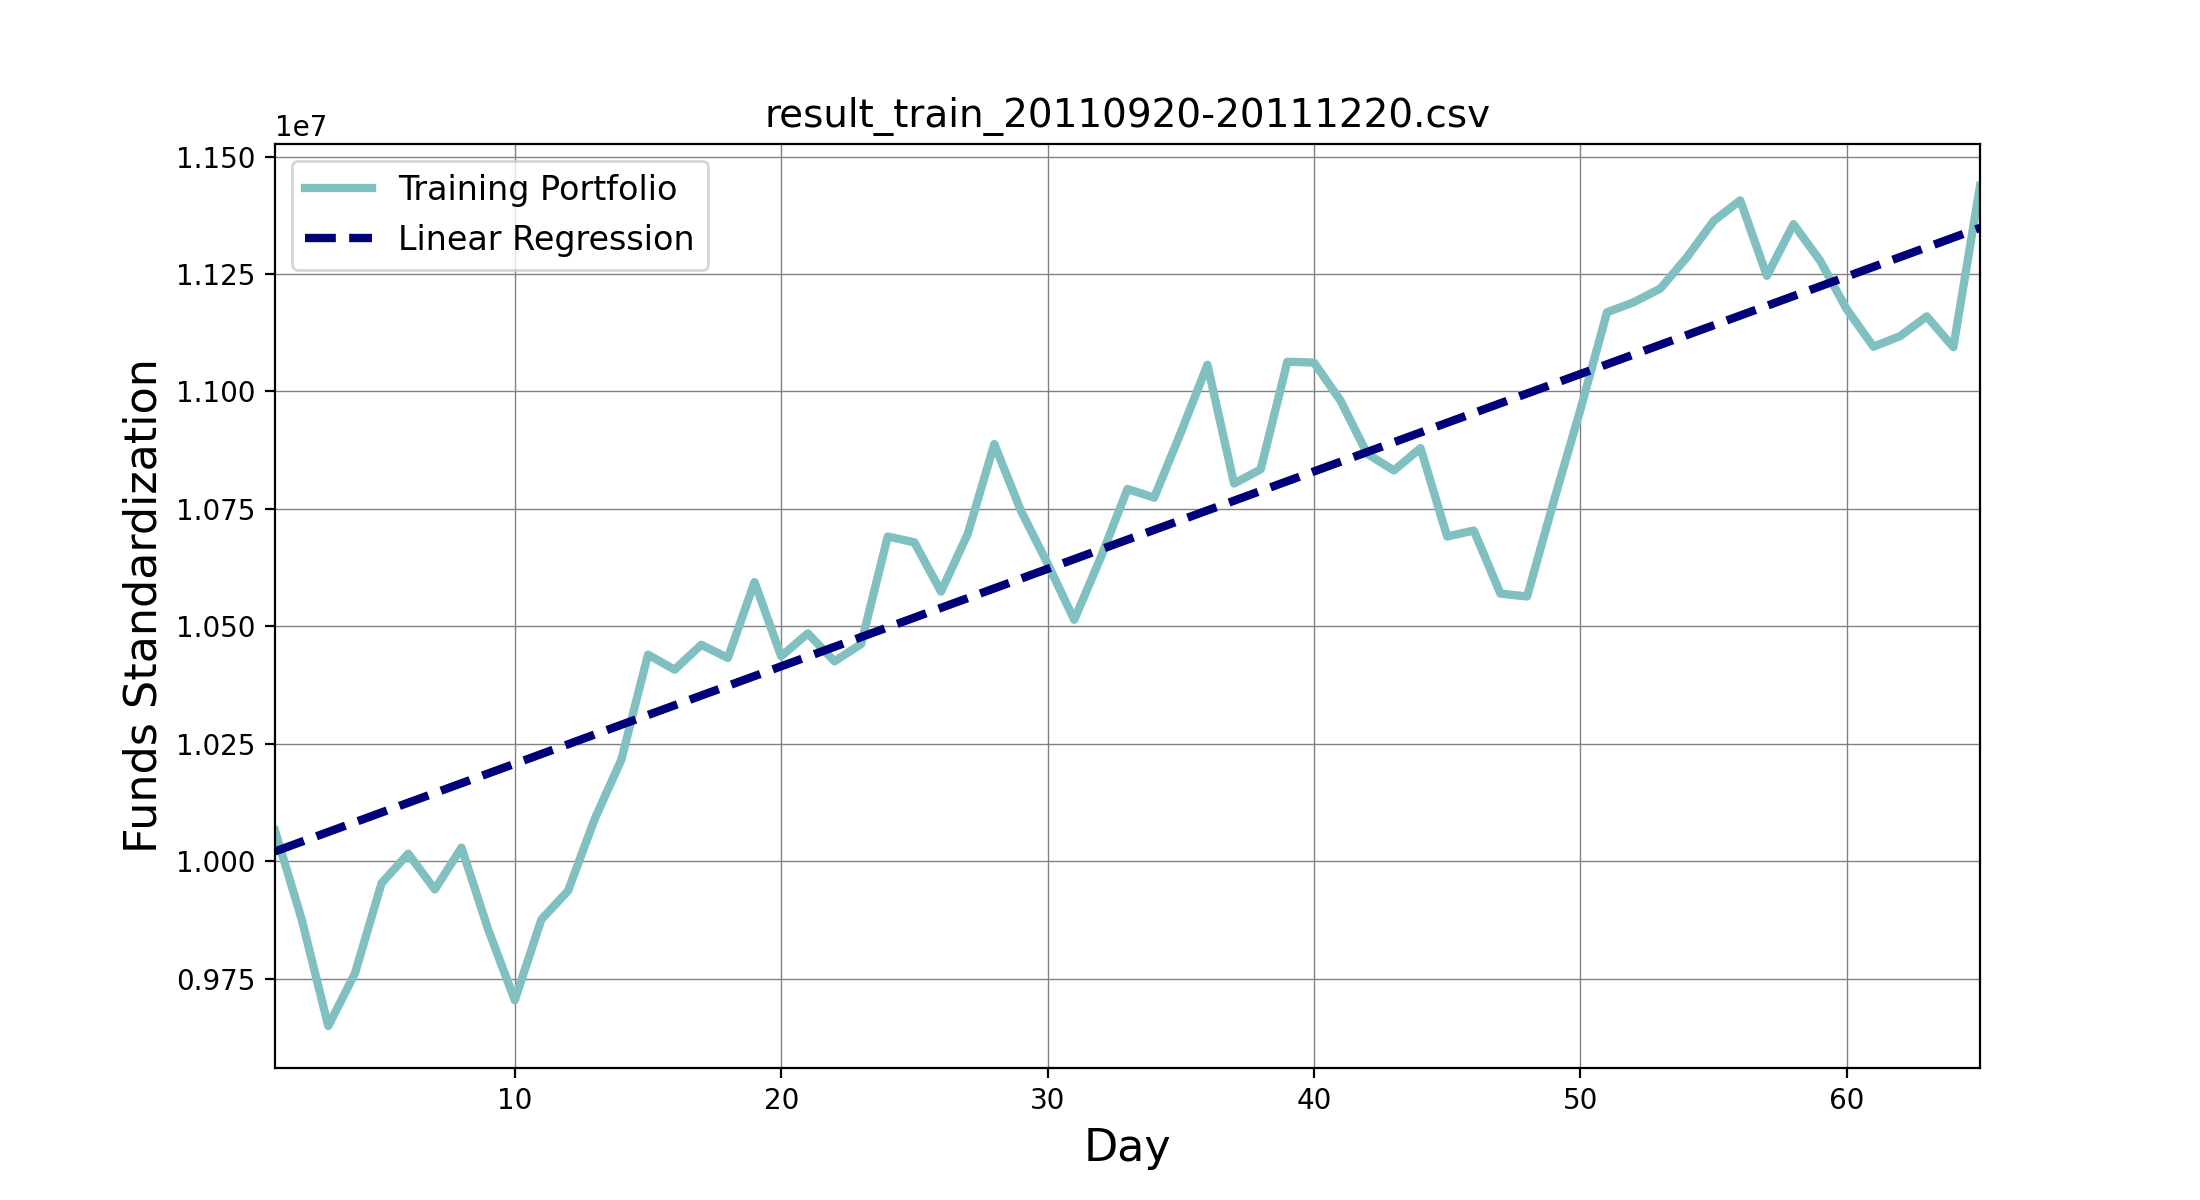 result_train_20110920-20111220.csv
1e7
1.150
1.125
1.100
1.075
1.050
1.025
1.000
0.975
Funds Standardization
Training Portfolio
Linear Regression
10 20 30 40 50 60
Day